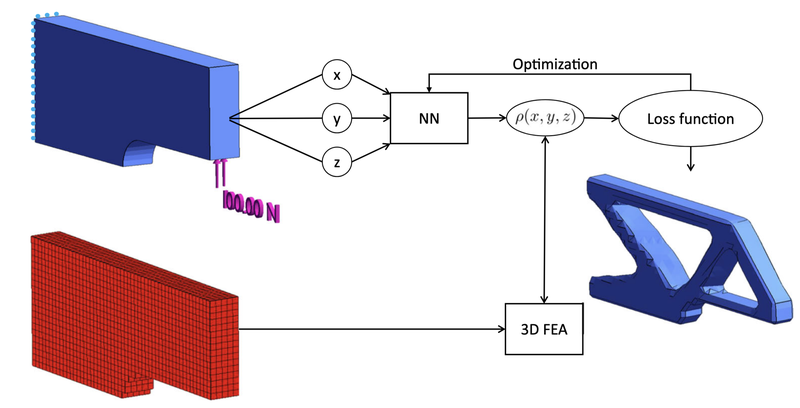 Optimization
x
y
z
NN
ρ(x, y, z)
Loss function
100.00 N
3D FEA